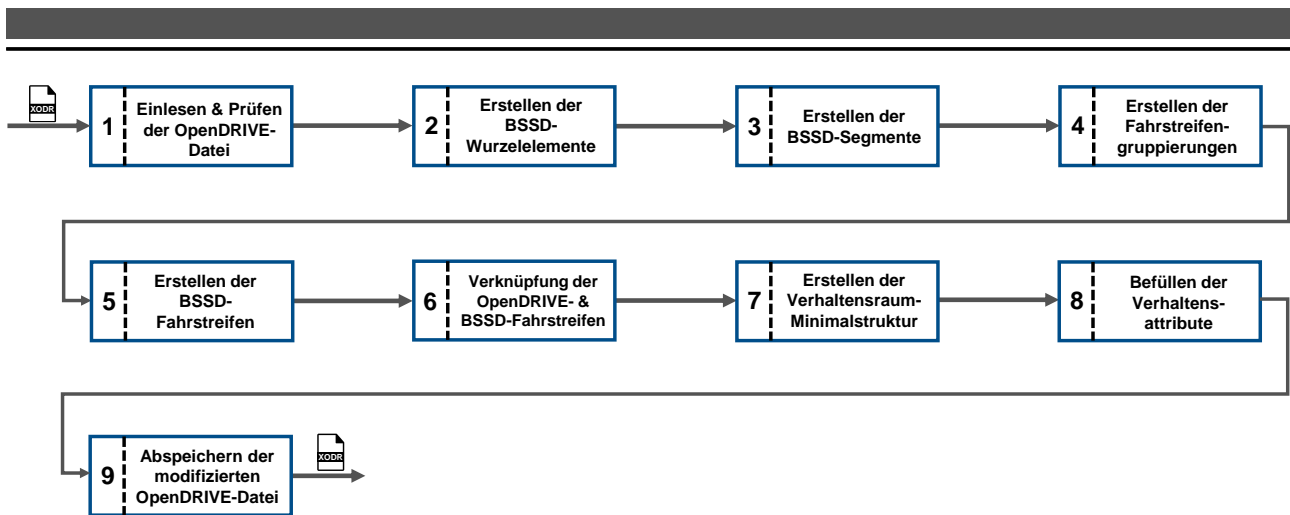 XODR
1
Einlesen & Prüfen
der OpenDRIVE-
Datei
2
Erstellen der
BSSD-
Wurzelelemente
3
Erstellen der
BSSD-Segmente
4
Erstellen der
Fahrstreifen-
gruppierungen
5
Erstellen der
BSSD-
Fahrstreifen
6
Verknüpfung der
OpenDRIVE- &
BSSD-Fahrstreifen
7
Erstellen der
Verhaltensraum-
Minimalstruktur
8
Befüllen der
Verhaltens-
attribute
9
Abspeichern der
modifizierten
OpenDRIVE-Datei
XODR